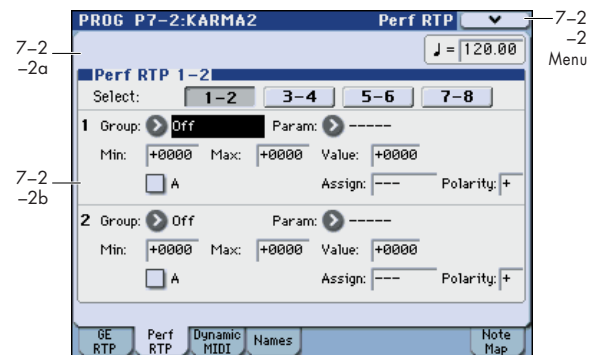 PROG P7-2:KARMA2 Perf RTP
7-2
-2
Menu
7-2
-2a
♩= 120.00
Perf RTP 1-2
Select: 1-2 3-4 5-6 7-8
1 Group: Off Param: -----
Min: +0000 Max: +0000 Value: +0000
7-2
-2b
A Assign: --- Polarity: +
2 Group: Off Param: -----
Min: +0000 Max: +0000 Value: +0000
A Assign: --- Polarity: +
GE RTP Perf RTP Dynamic MIDI Names Note Map